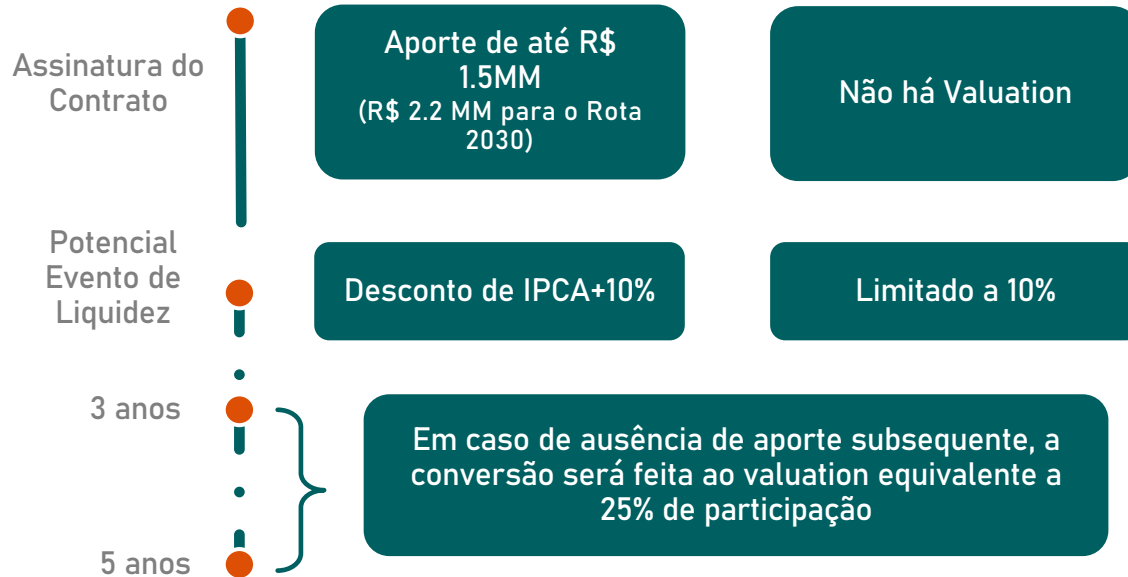 Assinatura do
Contrato
Aporte de até R$
1.5MM
(R$ 2.2 MM para o Rota
2030)
Não há Valuation
Potencial
Evento de
Liquidez
Desconto de IPCA+10%
Limitado a 10%
3 anos
Em caso de ausência de aporte subsequente, a
conversão será feita ao valuation equivalente a
25% de participação
5 anos